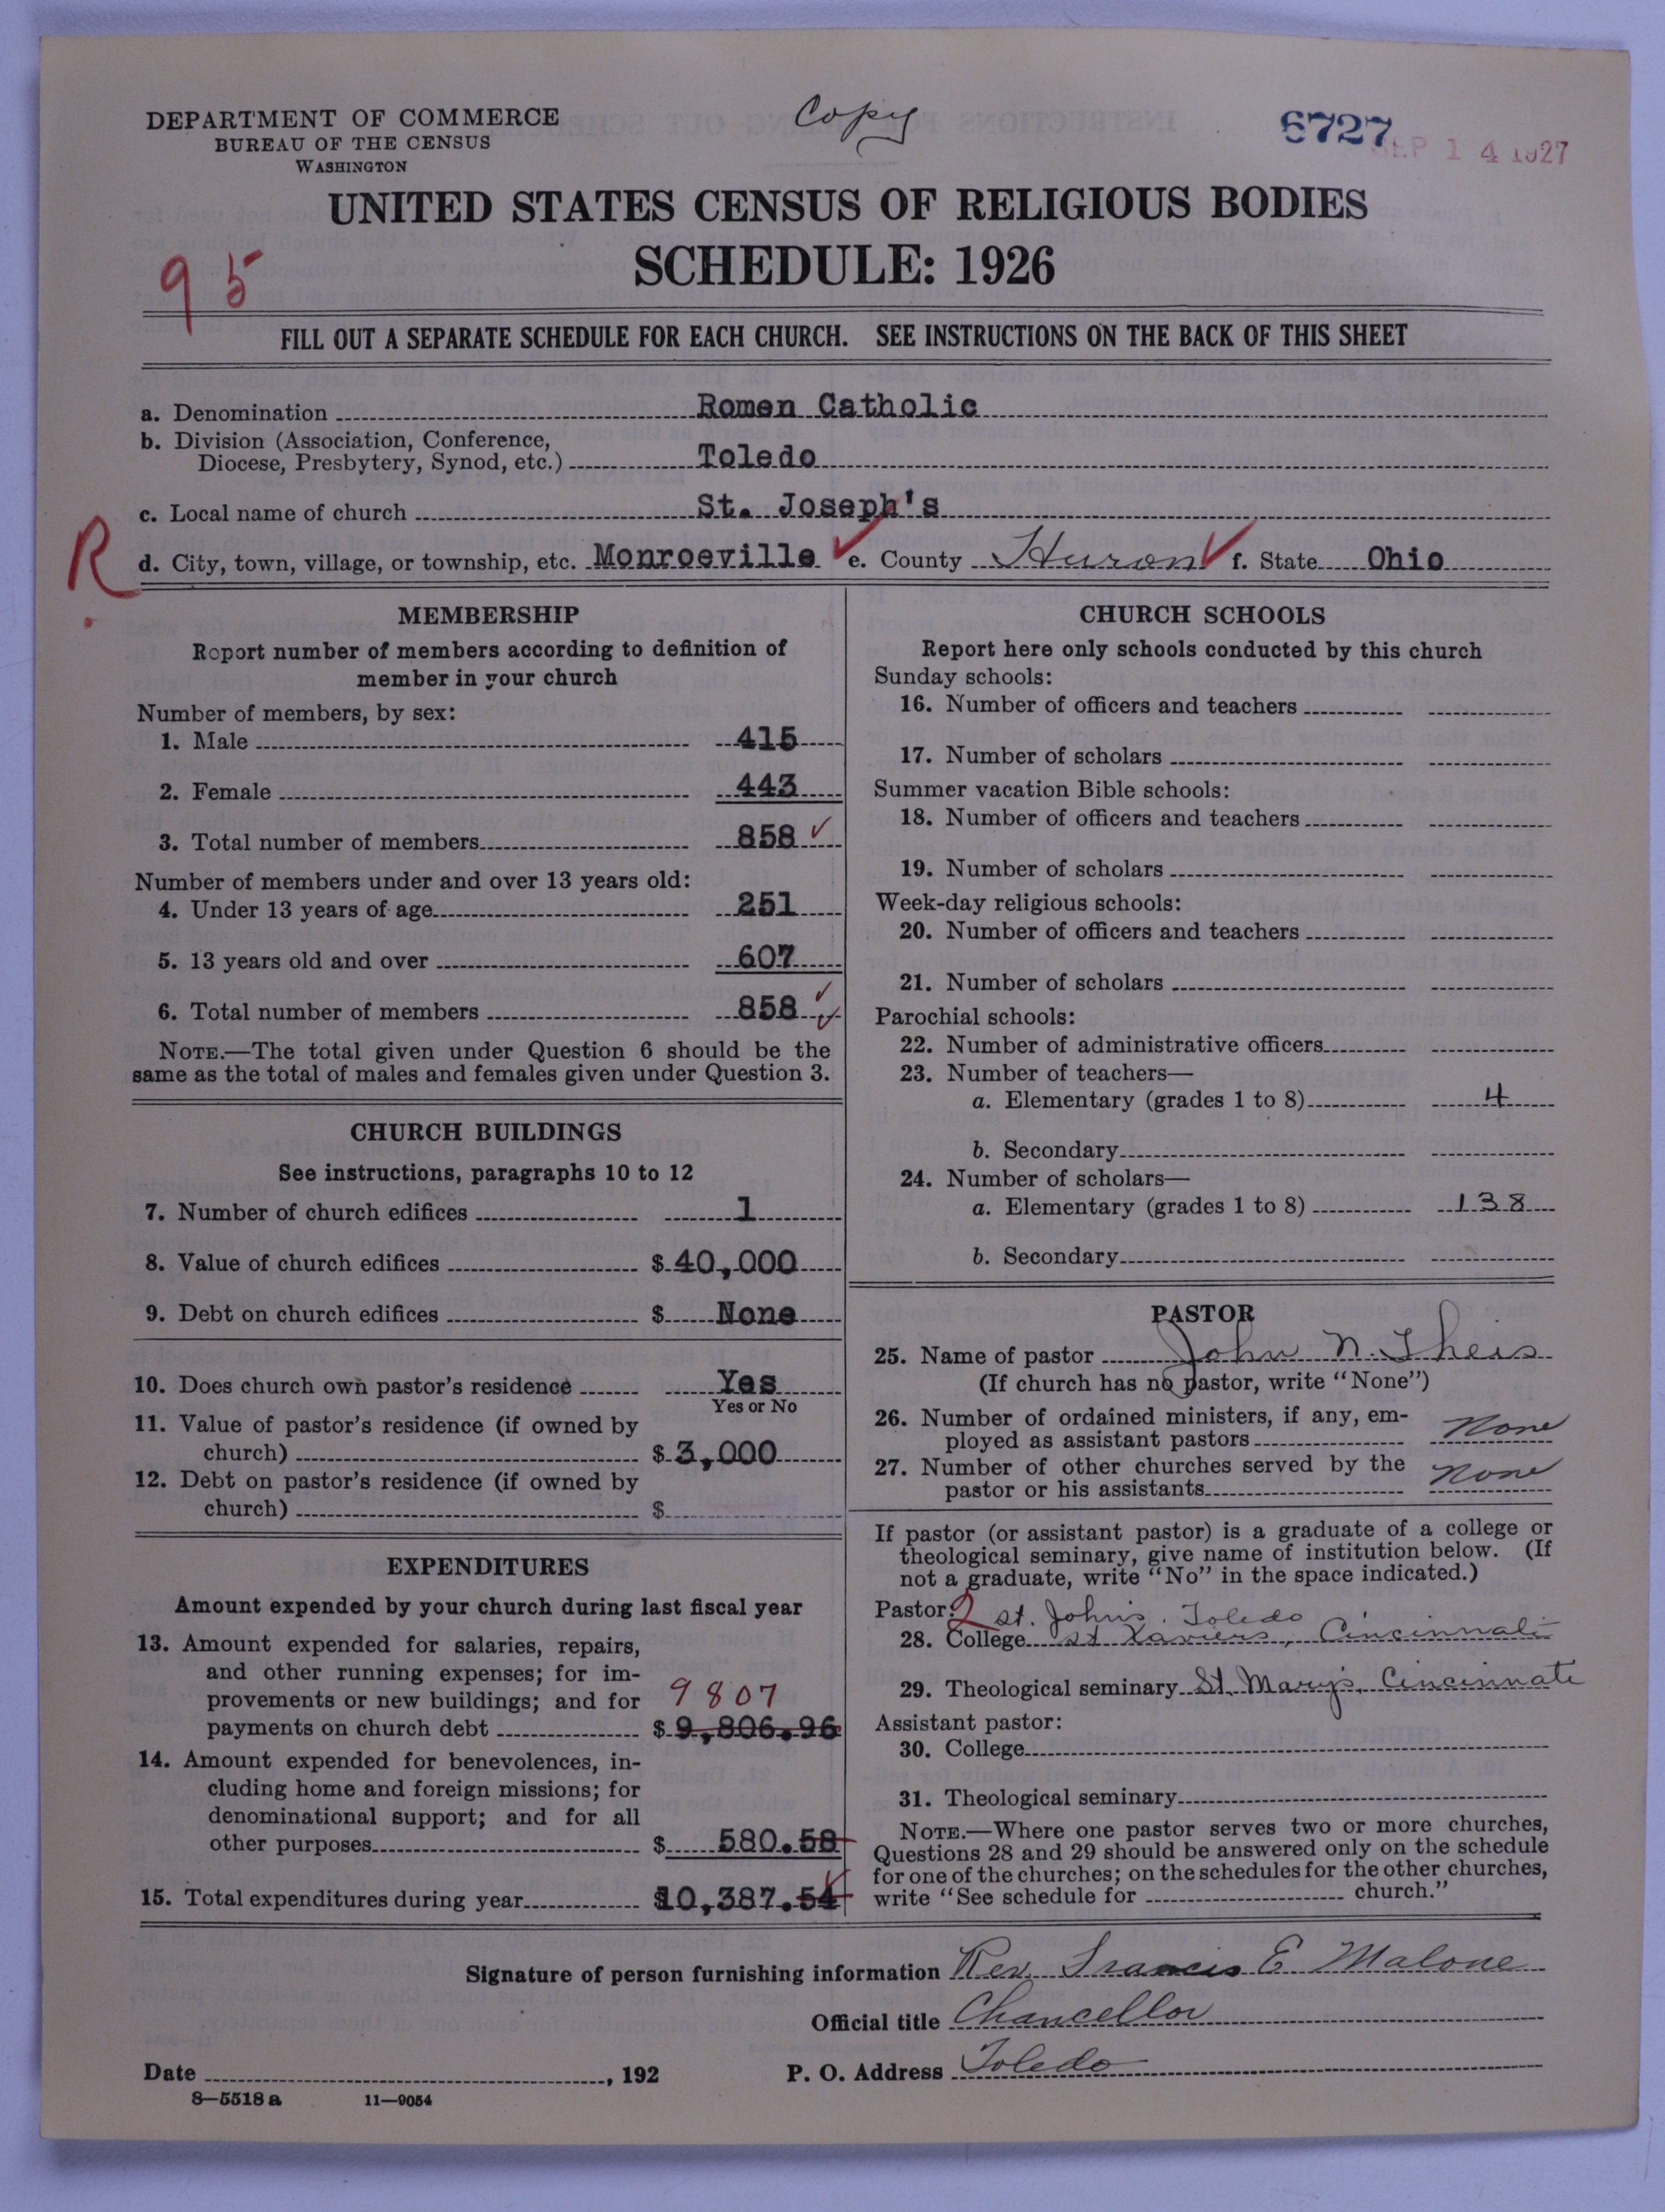 DEPARTMENT OF COMMERCE
BUREAU OF THE CENSUS
WASHINGTON
Copy
6727
SEP 14 1927
UNITED STATES CENSUS OF RELIGIOUS BODIES
SCHEDULE: 1926
95
FILL OUT A SEPARATE SCHEDULE FOR EACH CHURCH. SEE INSTRUCTIONS ON THE BACK OF THIS SHEET
a. Denomination Romen Catholic
b. Division (Association, Conference,
Diocese, Presbytery, Synod, etc.) Toledo
c. Local name of church St. Joseph's
R
d. City, town, village, or township, etc. Monroeville e. County Huron f. State Ohio
MEMBERSHIP
Report number of members according to definition of
member in your church
Number of members, by sex:
1. Male 415
2. Female 443
3. Total number of members 858
Number of members under and over 13 years old:
4. Under 13 years of age 251
5. 13 years old and over 607
6. Total number of members 858
NOTE.—The total given under Question 6 should be the
same as the total of males and females given under Question 3.
CHURCH BUILDINGS
See instructions, paragraphs 10 to 12
7. Number of church edifices 1
8. Value of church edifices $40,000
9. Debt on church edifices $ None
10. Does church own pastor's residence Yes
Yes or No
11. Value of pastor's residence (if owned by
church) $3,000
12. Debt on pastor's residence (if owned by
church) $
EXPENDITURES
Amount expended by your church during last fiscal year
13. Amount expended for salaries, repairs,
and other running expenses; for im-
provements or new buildings; and for 9807
payments on church debt $9,806.96
14. Amount expended for benevolences, in-
cluding home and foreign missions; for
denominational support; and for all
other purposes $ 580.58
15. Total expenditures during year $10,387.54
CHURCH SCHOOLS
Report here only schools conducted by this church
Sunday schools:
16. Number of officers and teachers
17. Number of scholars
Summer vacation Bible schools:
18. Number of officers and teachers
19. Number of scholars
Week-day religious schools:
20. Number of officers and teachers
21. Number of scholars
Parochial schools:
22. Number of administrative officers
23. Number of teachers—
a. Elementary (grades 1 to 8) 4
b. Secondary
24. Number of scholars—
a. Elementary (grades 1 to 8) 138
b. Secondary
PASTOR
25. Name of pastor John N. Theis
(If church has no pastor, write "None")
26. Number of ordained ministers, if any, em-
ployed as assistant pastors None
27. Number of other churches served by the
pastor or his assistants None
If pastor (or assistant pastor) is a graduate of a college or
theological seminary, give name of institution below. (If
not a graduate, write "No" in the space indicated.)
Pastor: 2 St. John's, Toledo
28. College St Xaviers, Cincinnati
29. Theological seminary St. Mary's, Cincinnate
Assistant pastor:
30. College
31. Theological seminary
NOTE.—Where one pastor serves two or more churches,
Questions 28 and 29 should be answered only on the schedule
for one of the churches; on the schedules for the other churches,
write "See schedule for church."
Signature of person furnishing information Rev. Francis E Malone
Official title Chancellor
Date , 192 P. O. Address Toledo
8—5518 a 11—9054